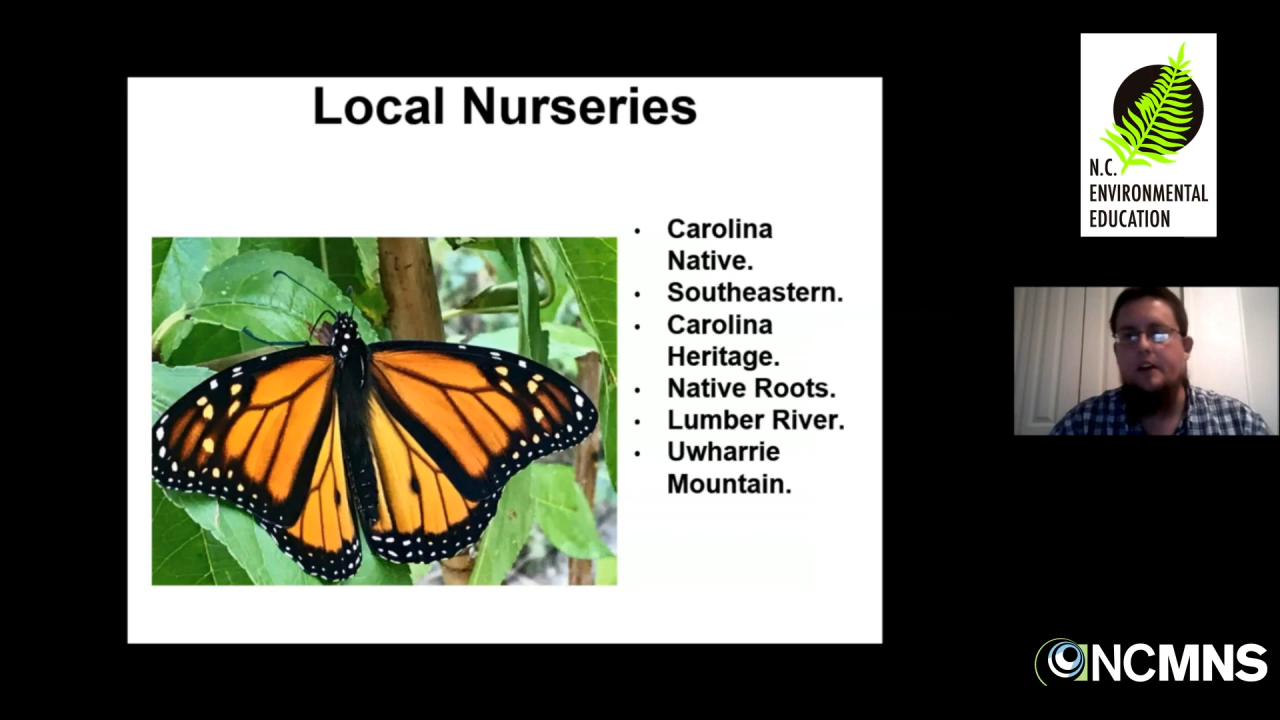 Local Nurseries
• Carolina
Native.
• Southeastern.
• Carolina
Heritage.
• Native Roots.
• Lumber River.
• Uwharrie
Mountain.
N.C.
ENVIRONMENTAL
EDUCATION
NCMNS